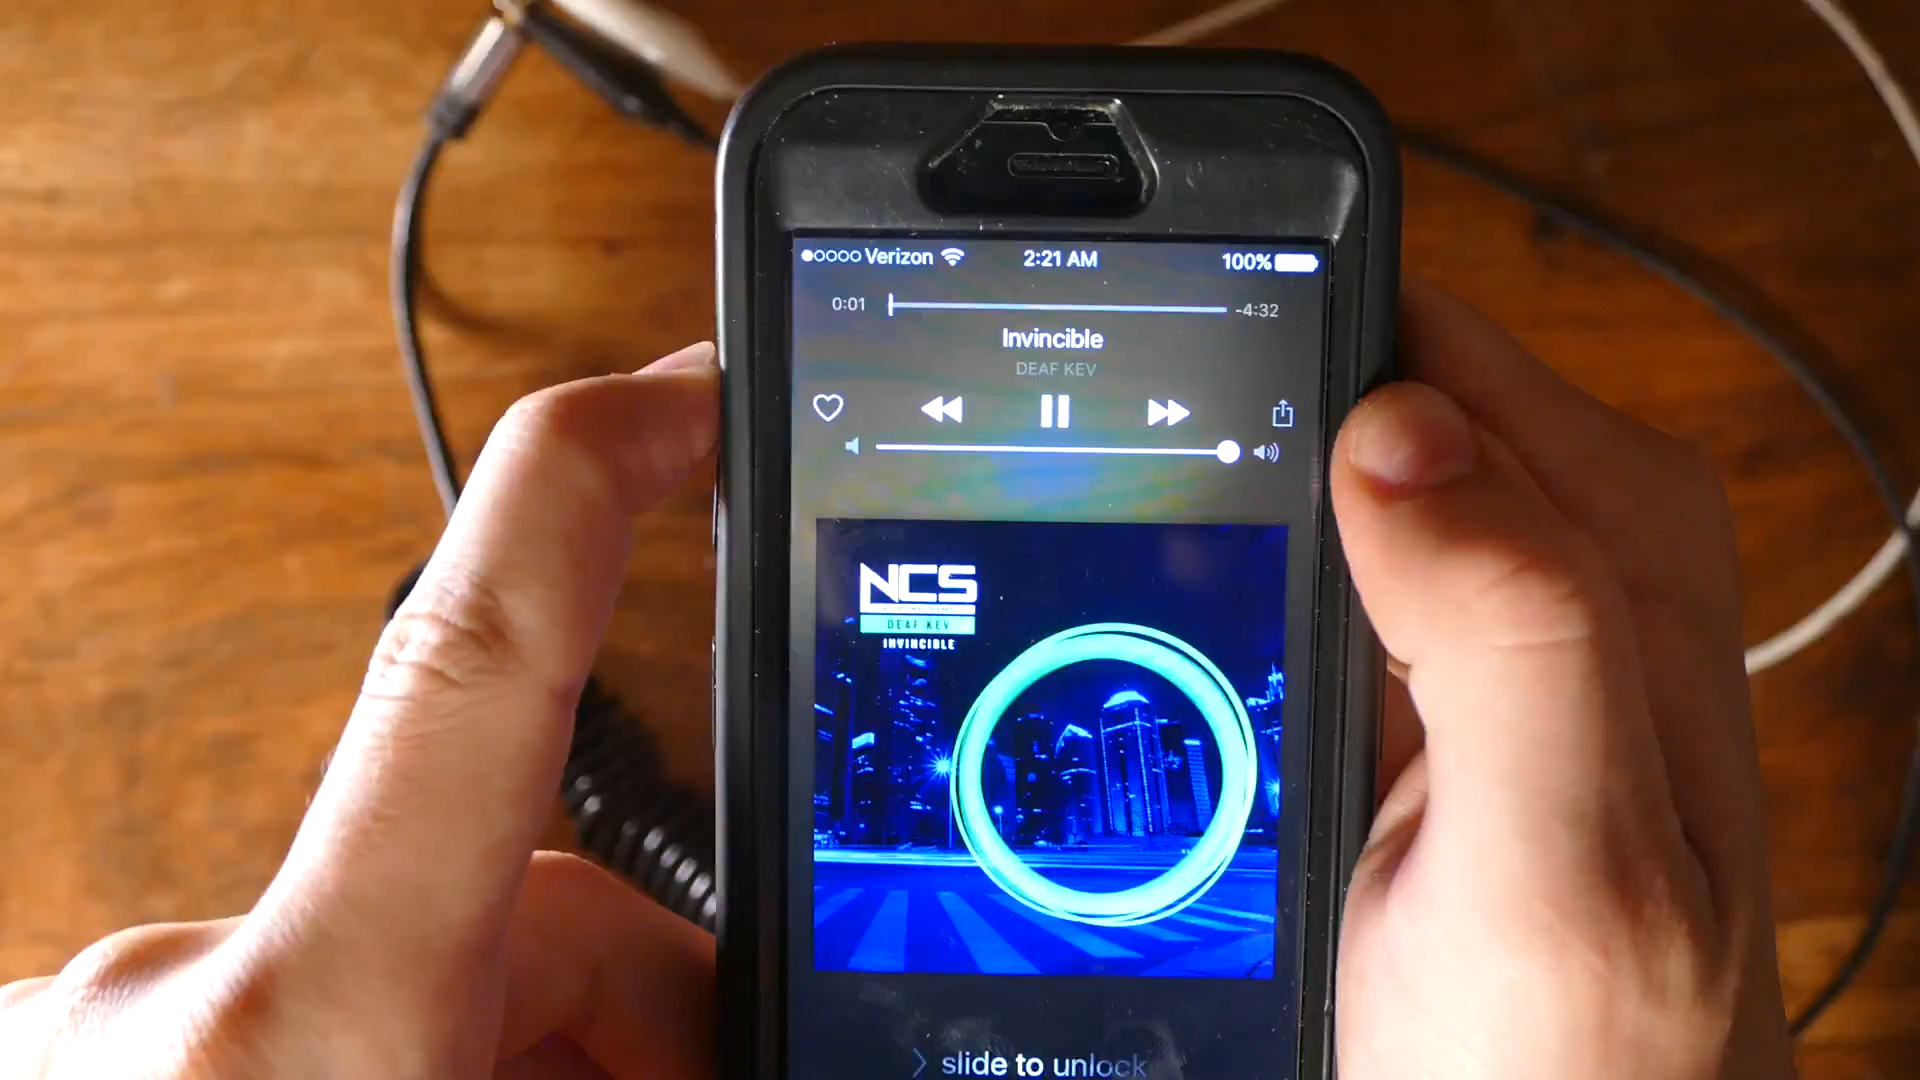 Verizon 2:21 AM 100%
0:01 -4:32
Invincible
DEAF KEV
NCS
DEAF KEV
INVINCIBLE
> slide to unlock